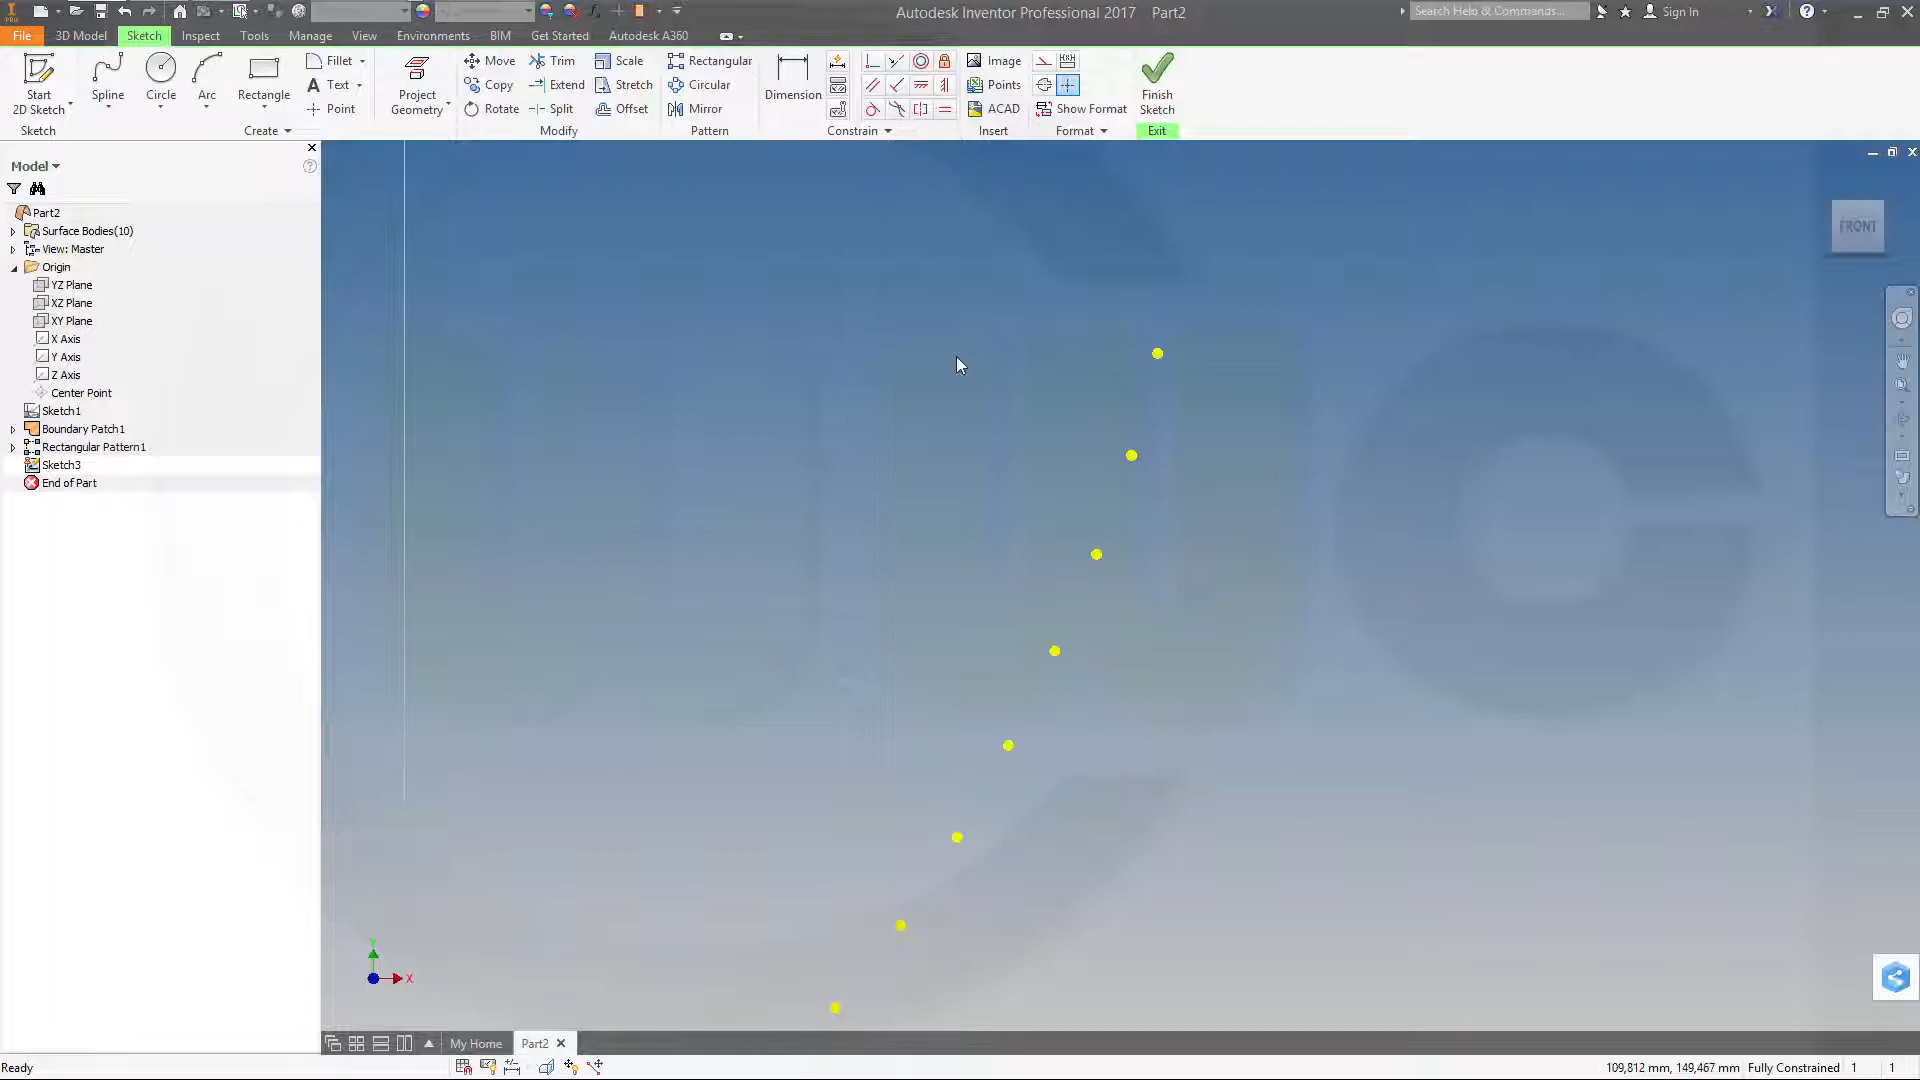 Autodesk Inventor Professional 2017 Part2
Search Help & Commands...
Sign In
PRO
File 3D Model Sketch Inspect Tools Manage View Environments BIM Get Started Autodesk A360
Start
2D Sketch
Spline
Circle
Arc
Rectangle
Fillet
Text
Point
Project
Geometry
Move
Copy
Rotate
Trim
Extend
Split
Scale
Stretch
Offset
Rectangular
Circular
Mirror
Dimension
Image
Points
ACAD
Show Format
Finish
Sketch
Sketch Create Modify Pattern Constrain Insert Format Exit
Model
Part2
Surface Bodies(10)
View: Master
Origin
YZ Plane
XZ Plane
XY Plane
X Axis
Y Axis
Z Axis
Center Point
Sketch1
Boundary Patch1
Rectangular Pattern1
Sketch3
End of Part
FRONT
Y
X
My Home Part2
Ready
109,812 mm, 149,467 mm Fully Constrained 1 1